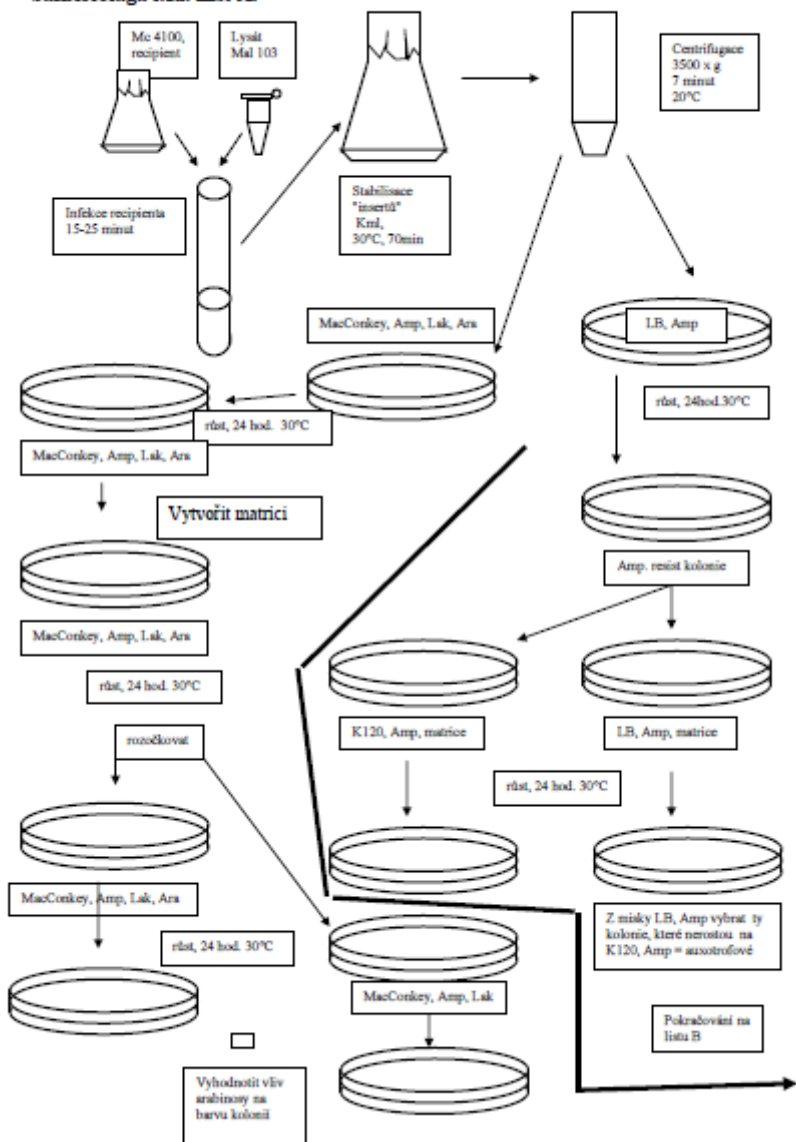 Mc 4100,
recipient
Lysát
Mal 103
Centrifugace
3500 x g
7 minut
20°C
Infekce recipienta
15-25 minut
Stabilisace
"insertů"
Kml,
30°C, 70min
MacConkey, Amp, Lak, Ara
LB, Amp
růst, 24 hod. 30°C
růst, 24hod.30°C
MacConkey, Amp, Lak, Ara
Vytvořit matrici
Amp. resist kolonie
MacConkey, Amp, Lak, Ara
růst, 24 hod. 30°C
K120, Amp, matrice
LB, Amp, matrice
rozočkovat
růst, 24 hod. 30°C
MacConkey, Amp, Lak, Ara
Z misky LB, Amp vybrat ty
kolonie, které nerostou na
K120, Amp = auxotrofové
růst, 24 hod. 30°C
MacConkey, Amp, Lak
Pokračování na
listu B
Vyhodnotit vliv
arabinosy na
barvu kolonií